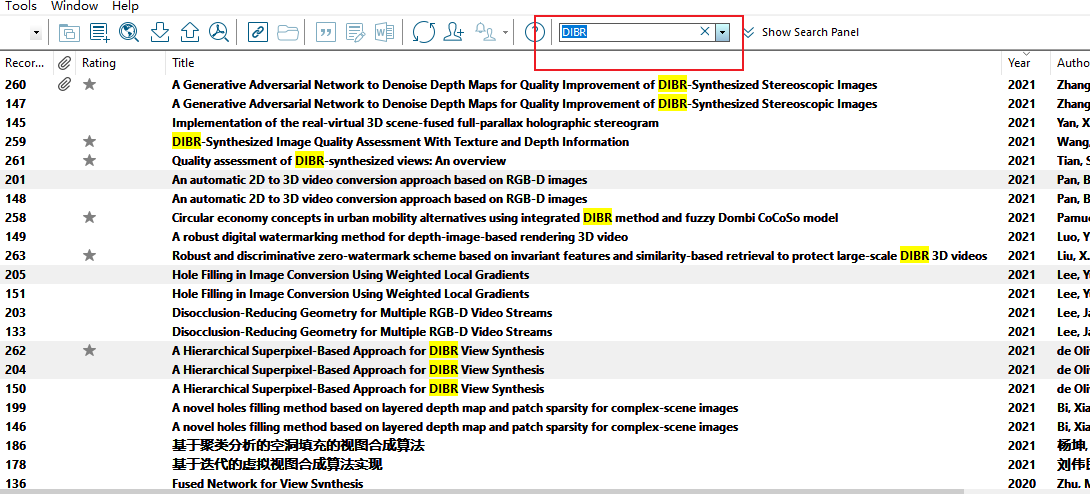 Tools Window Help
DIBR Show Search Panel
Recor... Rating Title Year Autho
260 A Generative Adversarial Network to Denoise Depth Maps for Quality Improvement of DIBR-Synthesized Stereoscopic Images 2021 Zhang
147 A Generative Adversarial Network to Denoise Depth Maps for Quality Improvement of DIBR-Synthesized Stereoscopic Images 2021 Zhang
145 Implementation of the real-virtual 3D scene-fused full-parallax holographic stereogram 2021 Yan, X
259 DIBR-Synthesized Image Quality Assessment With Texture and Depth Information 2021 Wang,
261 Quality assessment of DIBR-synthesized views: An overview 2021 Tian, S
201 An automatic 2D to 3D video conversion approach based on RGB-D images 2021 Pan, B
148 An automatic 2D to 3D video conversion approach based on RGB-D images 2021 Pan, B
258 Circular economy concepts in urban mobility alternatives using integrated DIBR method and fuzzy Dombi CoCoSo model 2021 Pamuc
149 A robust digital watermarking method for depth-image-based rendering 3D video 2021 Luo, Y
263 Robust and discriminative zero-watermark scheme based on invariant features and similarity-based retrieval to protect large-scale DIBR 3D videos 2021 Liu, X.
205 Hole Filling in Image Conversion Using Weighted Local Gradients 2021 Lee, Y
151 Hole Filling in Image Conversion Using Weighted Local Gradients 2021 Lee, Y
203 Disocclusion-Reducing Geometry for Multiple RGB-D Video Streams 2021 Lee, Ja
133 Disocclusion-Reducing Geometry for Multiple RGB-D Video Streams 2021 Lee, Ja
262 A Hierarchical Superpixel-Based Approach for DIBR View Synthesis 2021 de Oli
204 A Hierarchical Superpixel-Based Approach for DIBR View Synthesis 2021 de Oli
150 A Hierarchical Superpixel-Based Approach for DIBR View Synthesis 2021 de Oli
199 A novel holes filling method based on layered depth map and patch sparsity for complex-scene images 2021 Bi, Xia
146 A novel holes filling method based on layered depth map and patch sparsity for complex-scene images 2021 Bi, Xia
186 基于聚类分析的空洞填充的视图合成算法 2021 杨坤,
178 基于迭代的虚拟视图合成算法实现 2021 刘伟
136 Fused Network for View Synthesis 2020 Zhu, M